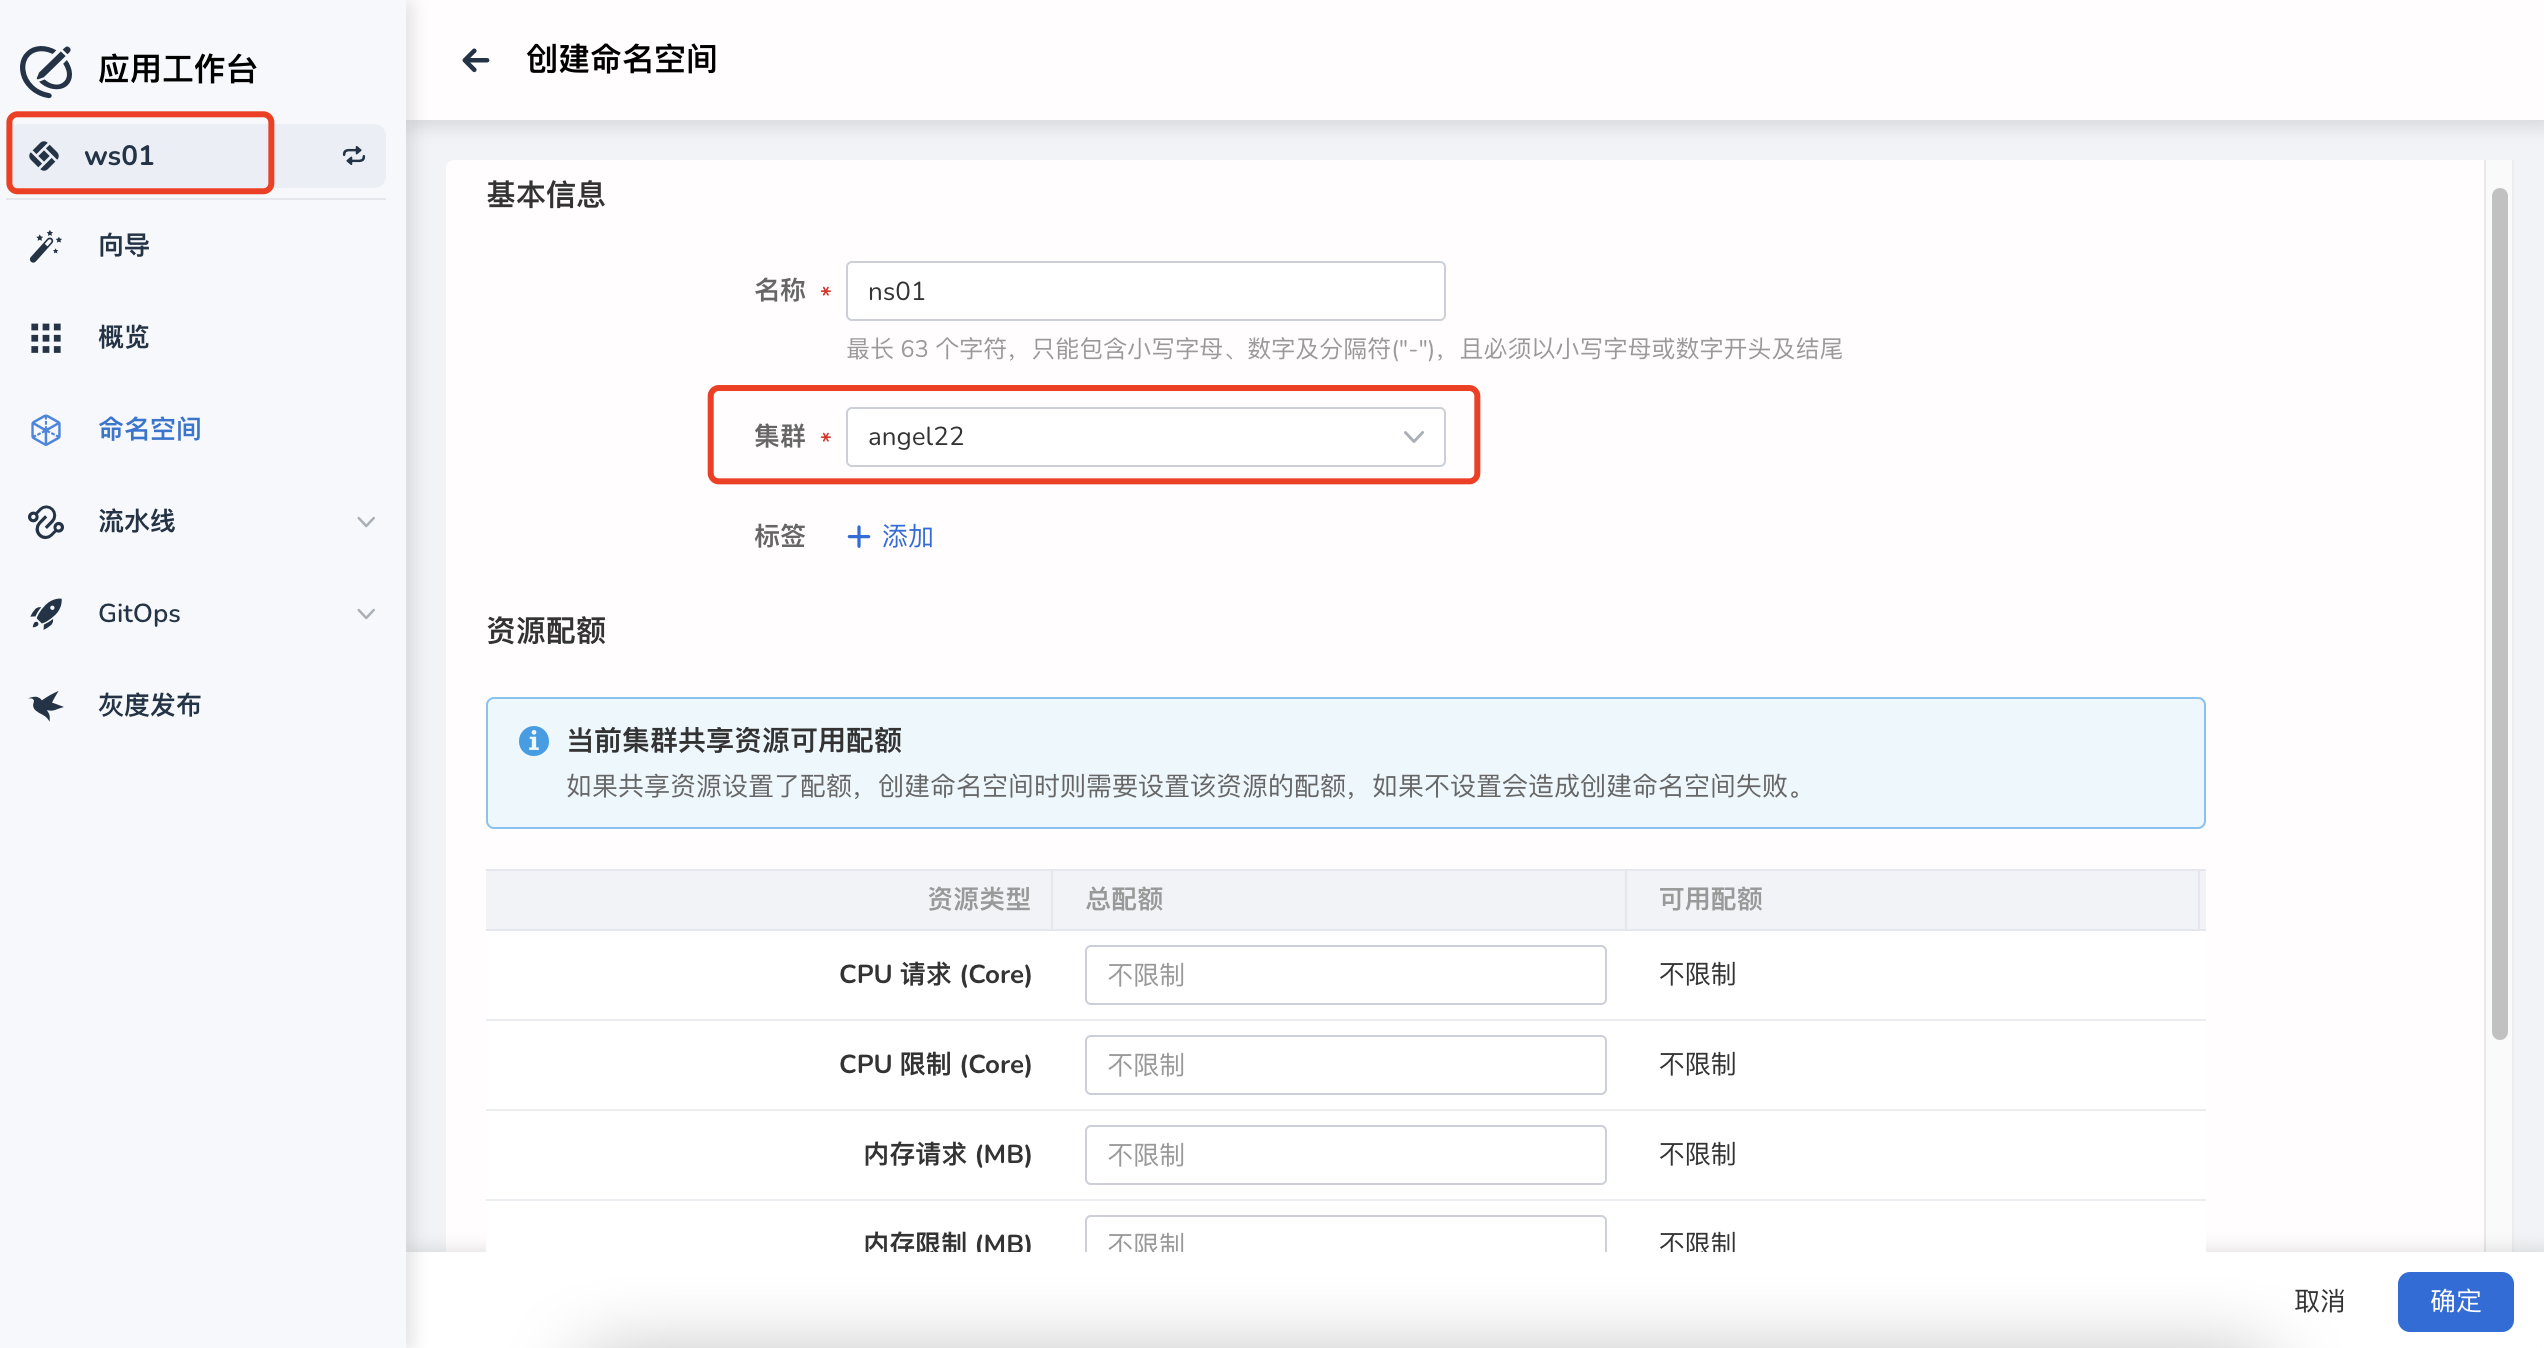 应用工作台
ws01
向导
概览
命名空间
流水线
GitOps
灰度发布
创建命名空间
基本信息
名称 * ns01
最长 63 个字符，只能包含小写字母、数字及分隔符("-")，且必须以小写字母或数字开头及结尾
集群 * angel22
标签 + 添加
资源配额
当前集群共享资源可用配额
如果共享资源设置了配额，创建命名空间时则需要设置该资源的配额，如果不设置会造成创建命名空间失败。
资源类型 总配额 可用配额
CPU 请求 (Core) 不限制 不限制
CPU 限制 (Core) 不限制 不限制
内存请求 (MB) 不限制 不限制
内存限制 (MB) 不限制 不限制
取消 确定